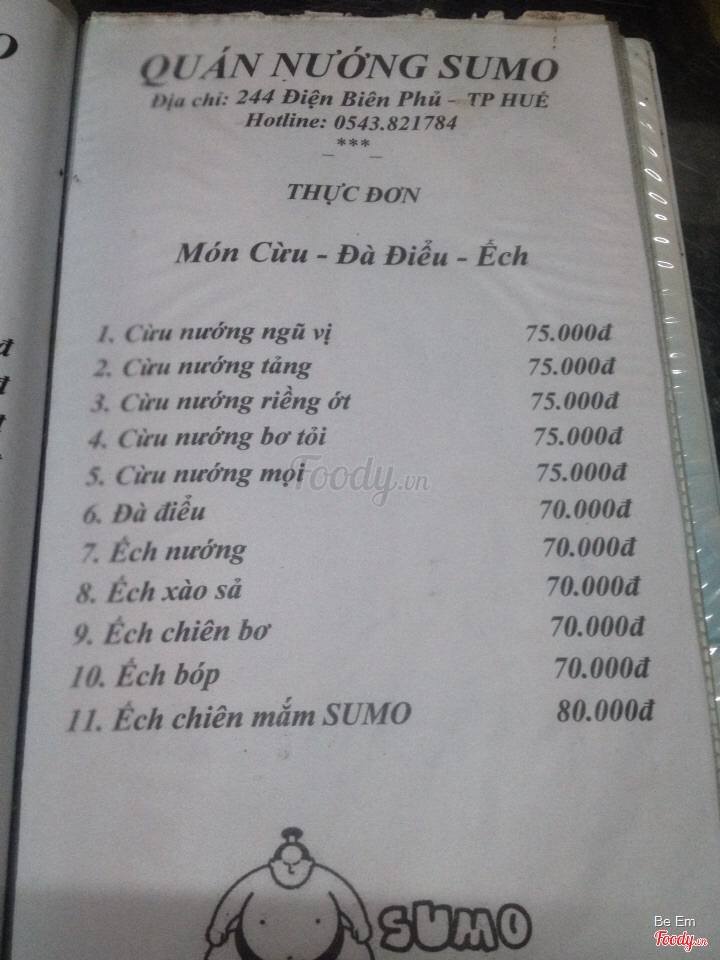 QUÁN NƯỚNG SUMO
Địa chỉ: 244 Điện Biên Phủ - TP HUẾ
Hotline: 0543.821784
_***_
THỰC ĐƠN
Món Cừu - Đà Điểu - Ếch
1. Cừu nướng ngũ vị 75.000đ
2. Cừu nướng tảng 75.000đ
3. Cừu nướng riềng ớt 75.000đ
4. Cừu nướng bơ tỏi 75.000đ
5. Cừu nướng mọi 75.000đ
Foody.vn
6. Đà điểu 70.000đ
7. Ếch nướng 70.000đ
8. Ếch xào sả 70.000đ
9. Ếch chiên bơ 70.000đ
10. Ếch bóp 70.000đ
11. Ếch chiên mắm SUMO 80.000đ
SUMO
Be Em
Foody.vn